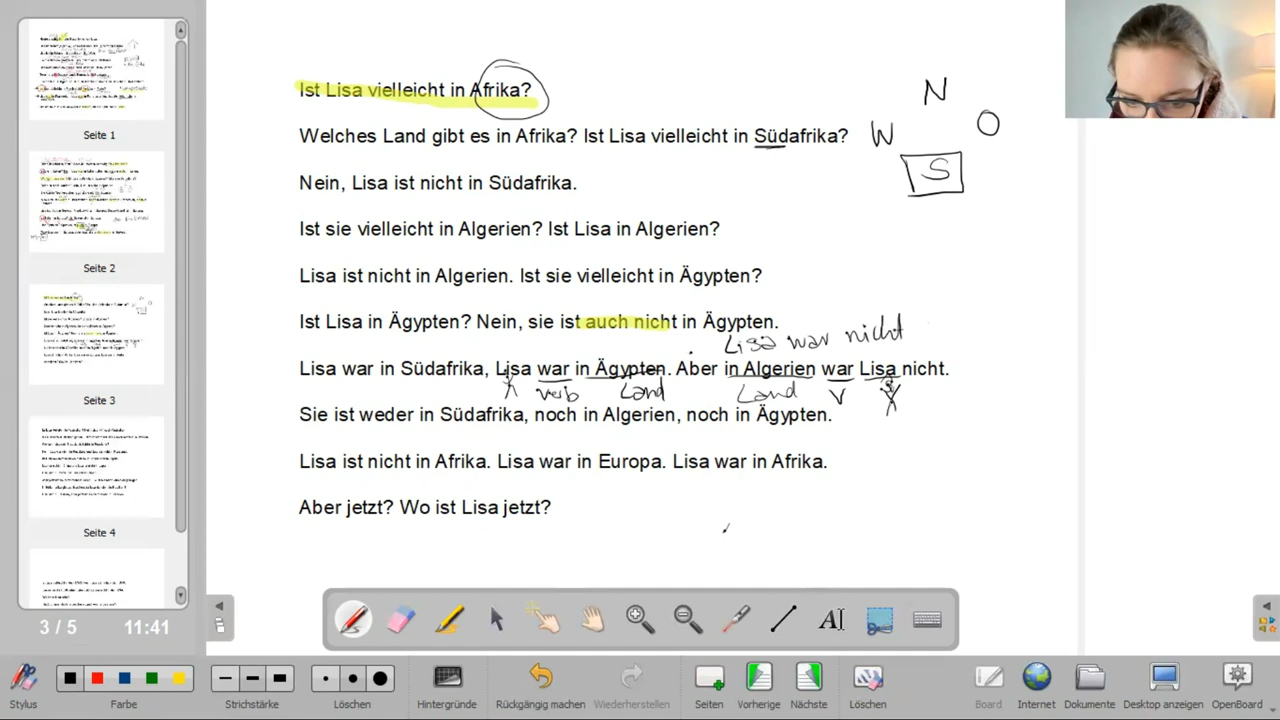 Ist Lisa vielleicht in Afrika?
N
Welches Land gibt es in Afrika? Ist Lisa vielleicht in Südafrika?
W
O
S
Nein, Lisa ist nicht in Südafrika.
Ist sie vielleicht in Algerien? Ist Lisa in Algerien?
Lisa ist nicht in Algerien. Ist sie vielleicht in Ägypten?
Ist Lisa in Ägypten? Nein, sie ist auch nicht in Ägypten.
Lisa war nicht
Lisa war in Südafrika, Lisa war in Ägypten. Aber in Algerien war Lisa nicht.
verb Land Land V
Sie ist weder in Südafrika, noch in Algerien, noch in Ägypten.
Lisa ist nicht in Afrika. Lisa war in Europa. Lisa war in Afrika.
Aber jetzt? Wo ist Lisa jetzt?
Seite 1
Seite 2
Seite 3
Seite 4
3 / 5 11:41
Stylus
Farbe
Strichstärke
Löschen
Hintergründe
Rückgängig machen
Wiederherstellen
Seiten
Vorherige
Nächste
Löschen
Board
Internet
Dokumente
Desktop anzeigen
OpenBoard